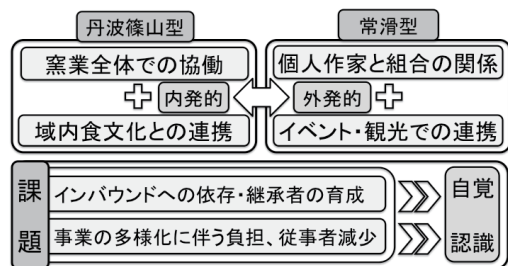 丹波篠山型
窯業全体での協働
内発的
域内食文化との連携
常滑型
個人作家と組合の関係
外発的
イベント・観光での連携
課題
インバウンドへの依存・継承者の育成
事業の多様化に伴う負担、従事者減少
自覚
認識